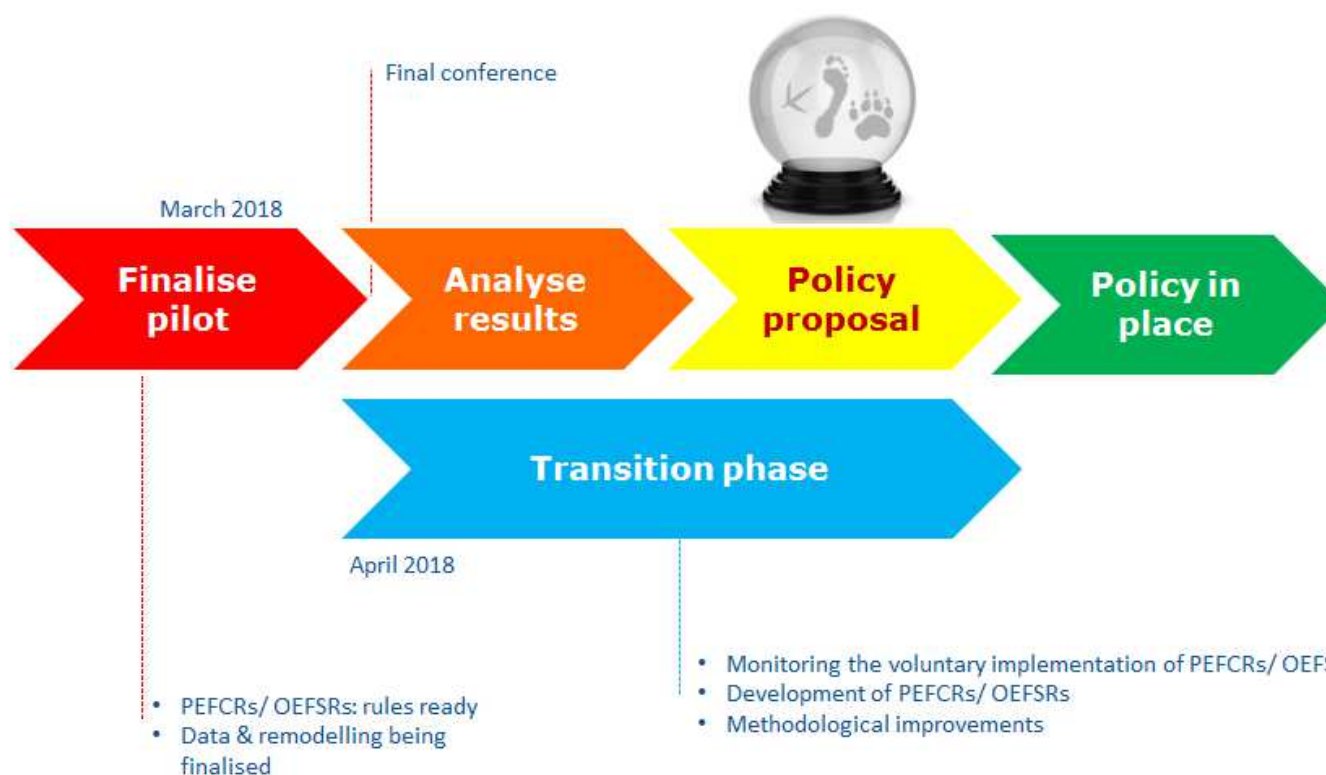 Final conference
March 2018
Finalise
pilot
Analyse
results
Policy
proposal
Policy in
place
Transition phase
April 2018
• Monitoring the voluntary implementation of PEFCRs/ 
• Development of PEFCRs/ OEFSRs
• Methodological improvements
• PEFCRs/ OEFSRs: rules ready
• Data & remodelling being
finalised